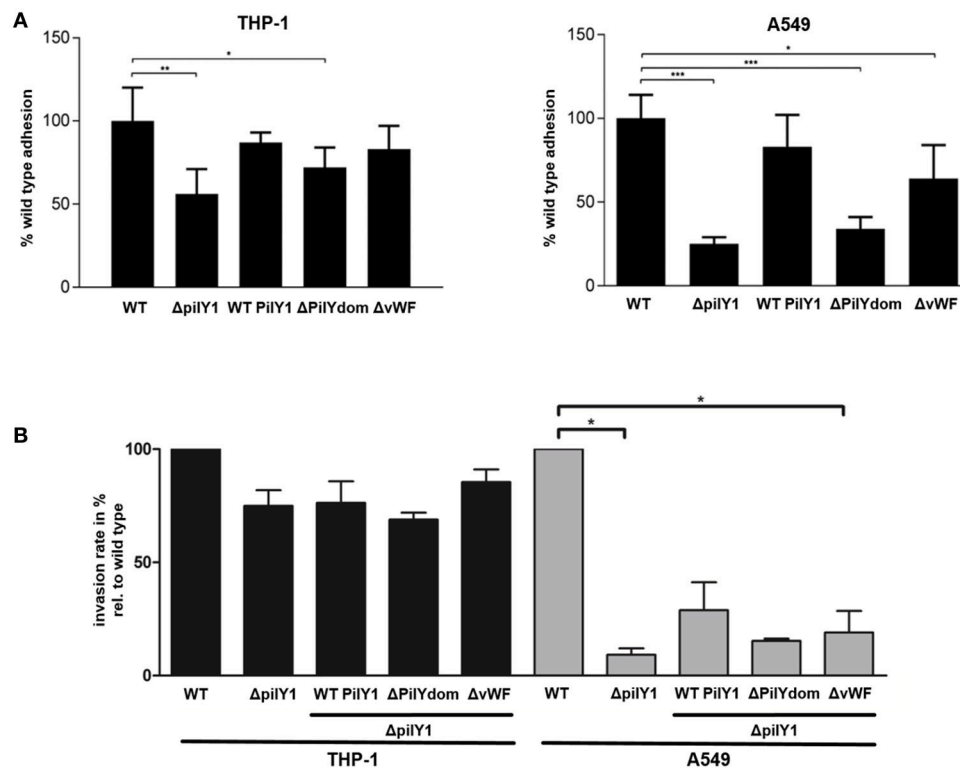 A
THP-1
A549
% wild type adhesion
150
100
50
0
**
*
WT
ΔpilY1
WT PilY1
ΔPilYdom
ΔvWF
% wild type adhesion
150
100
50
0
***
***
*
WT
ΔpilY1
WT PilY1
ΔPilYdom
ΔvWF
B
invasion rate in %
rel. to wild type
100
50
0
*
*
WT
ΔpilY1
WT PilY1
ΔPilYdom
ΔvWF
WT
ΔpilY1
WT PilY1
ΔPilYdom
ΔvWF
ΔpilY1
ΔpilY1
THP-1
A549